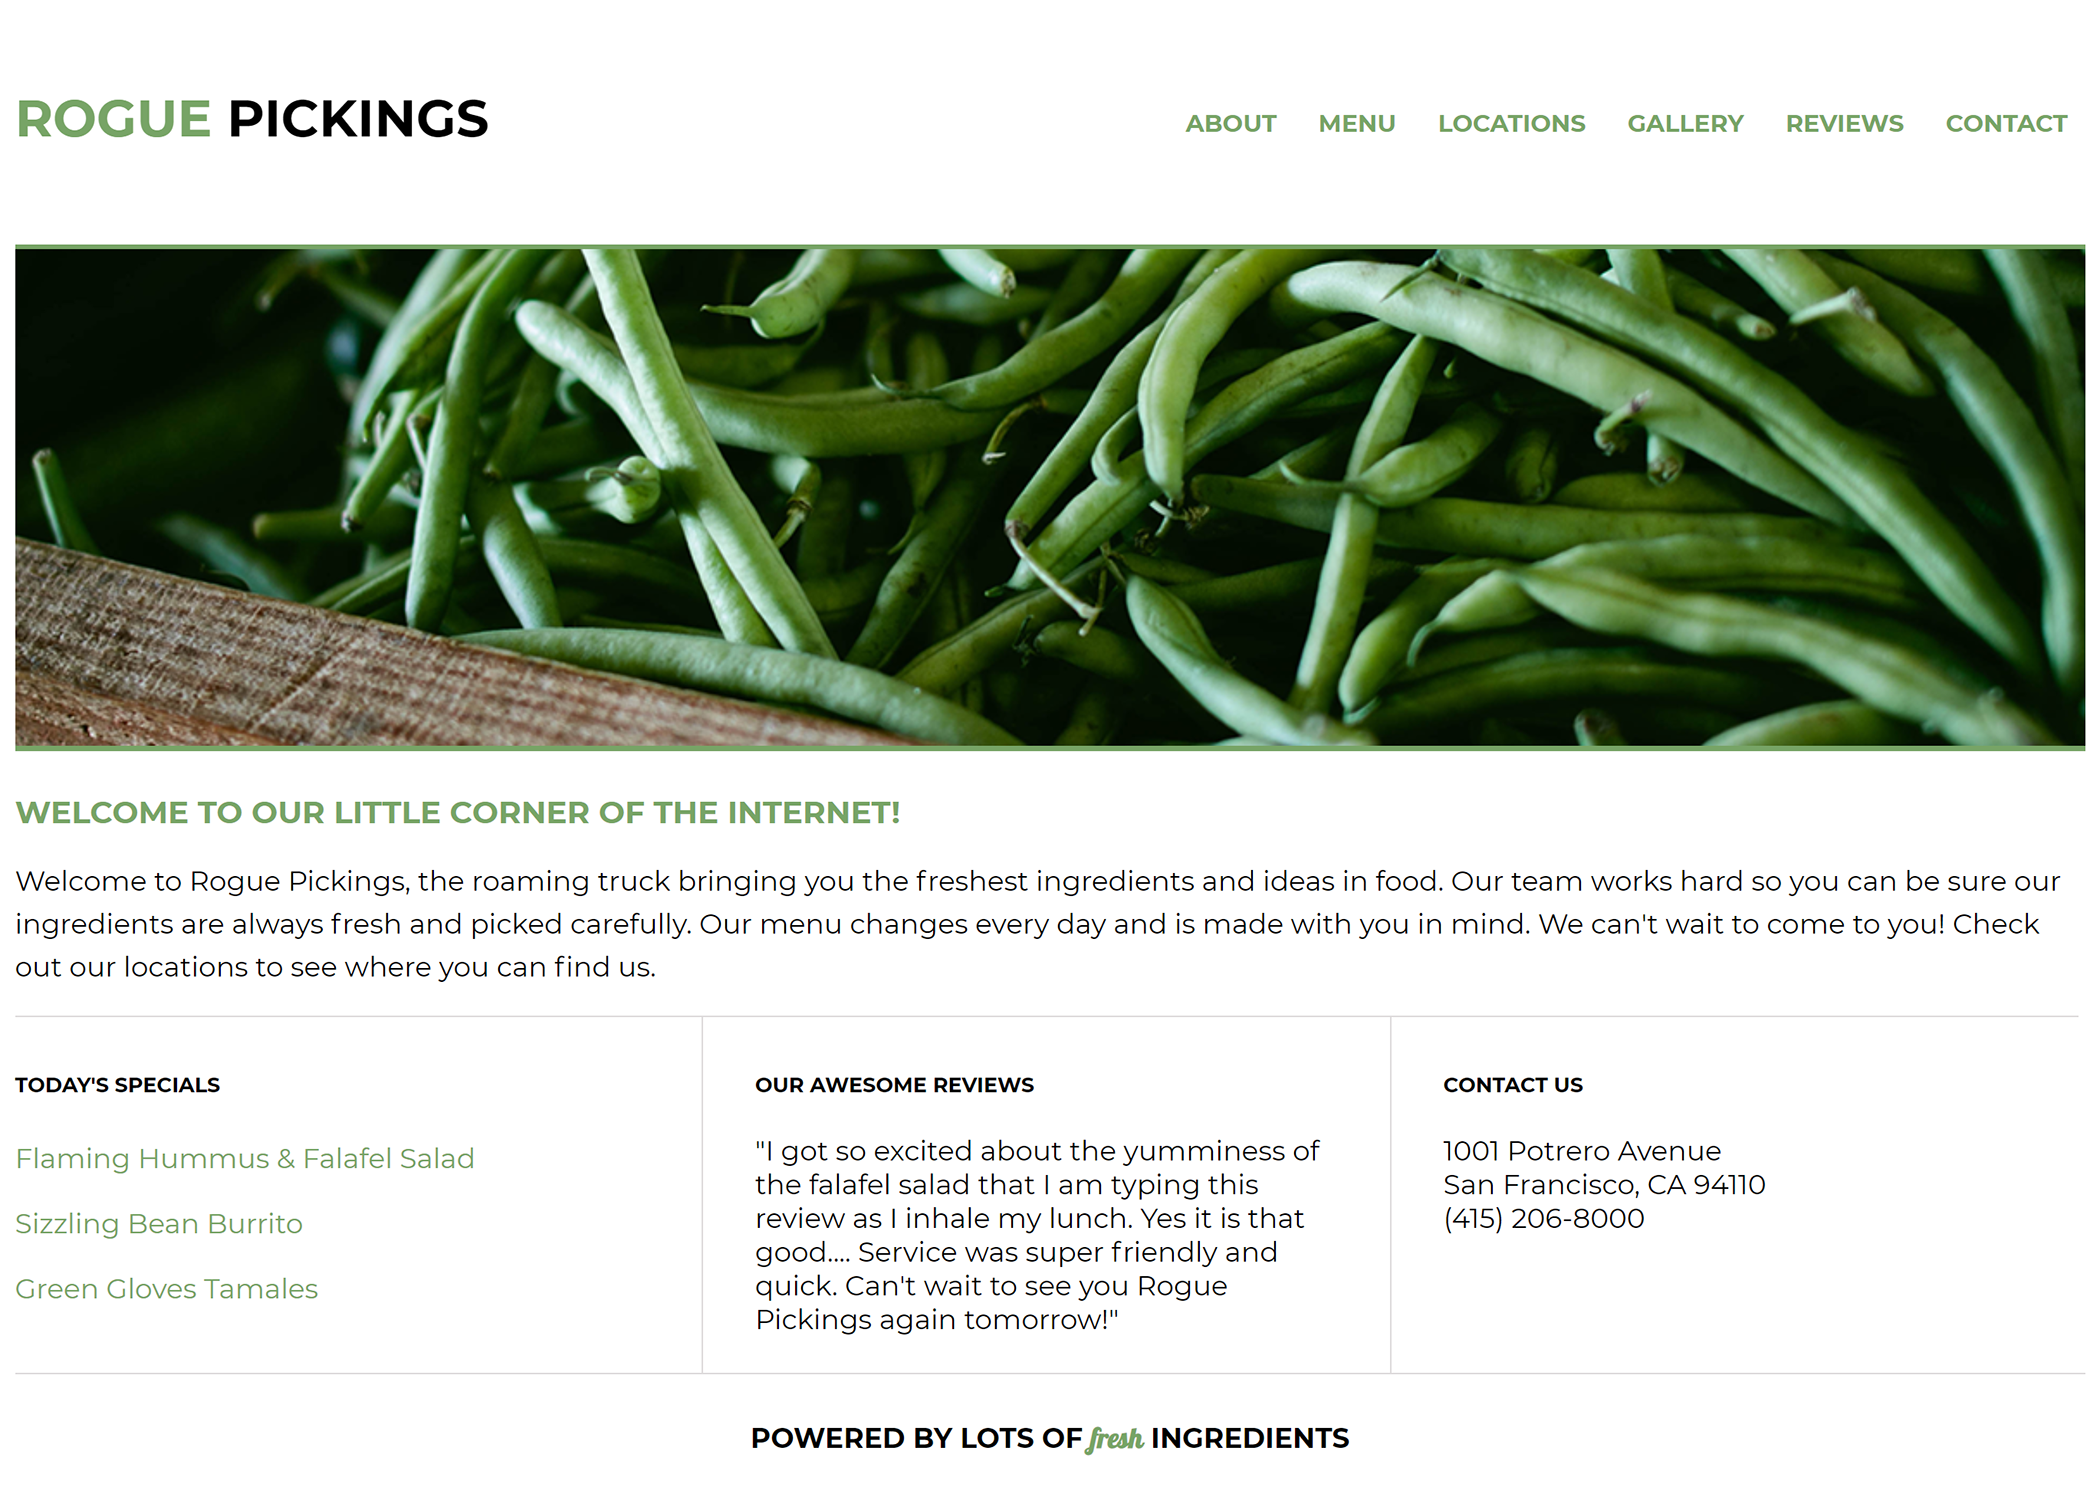 ROGUE PICKINGS
ABOUT MENU LOCATIONS GALLERY REVIEWS CONTACT
WELCOME TO OUR LITTLE CORNER OF THE INTERNET!
Welcome to Rogue Pickings, the roaming truck bringing you the freshest ingredients and ideas in food. Our team works hard so you can be sure our
ingredients are always fresh and picked carefully. Our menu changes every day and is made with you in mind. We can't wait to come to you! Check
out our locations to see where you can find us.
TODAY'S SPECIALS
Flaming Hummus & Falafel Salad
Sizzling Bean Burrito
Green Gloves Tamales
OUR AWESOME REVIEWS
"I got so excited about the yumminess of
the falafel salad that I am typing this
review as I inhale my lunch. Yes it is that
good.... Service was super friendly and
quick. Can't wait to see you Rogue
Pickings again tomorrow!"
CONTACT US
1001 Potrero Avenue
San Francisco, CA 94110
(415) 206-8000
POWERED BY LOTS OF fresh INGREDIENTS